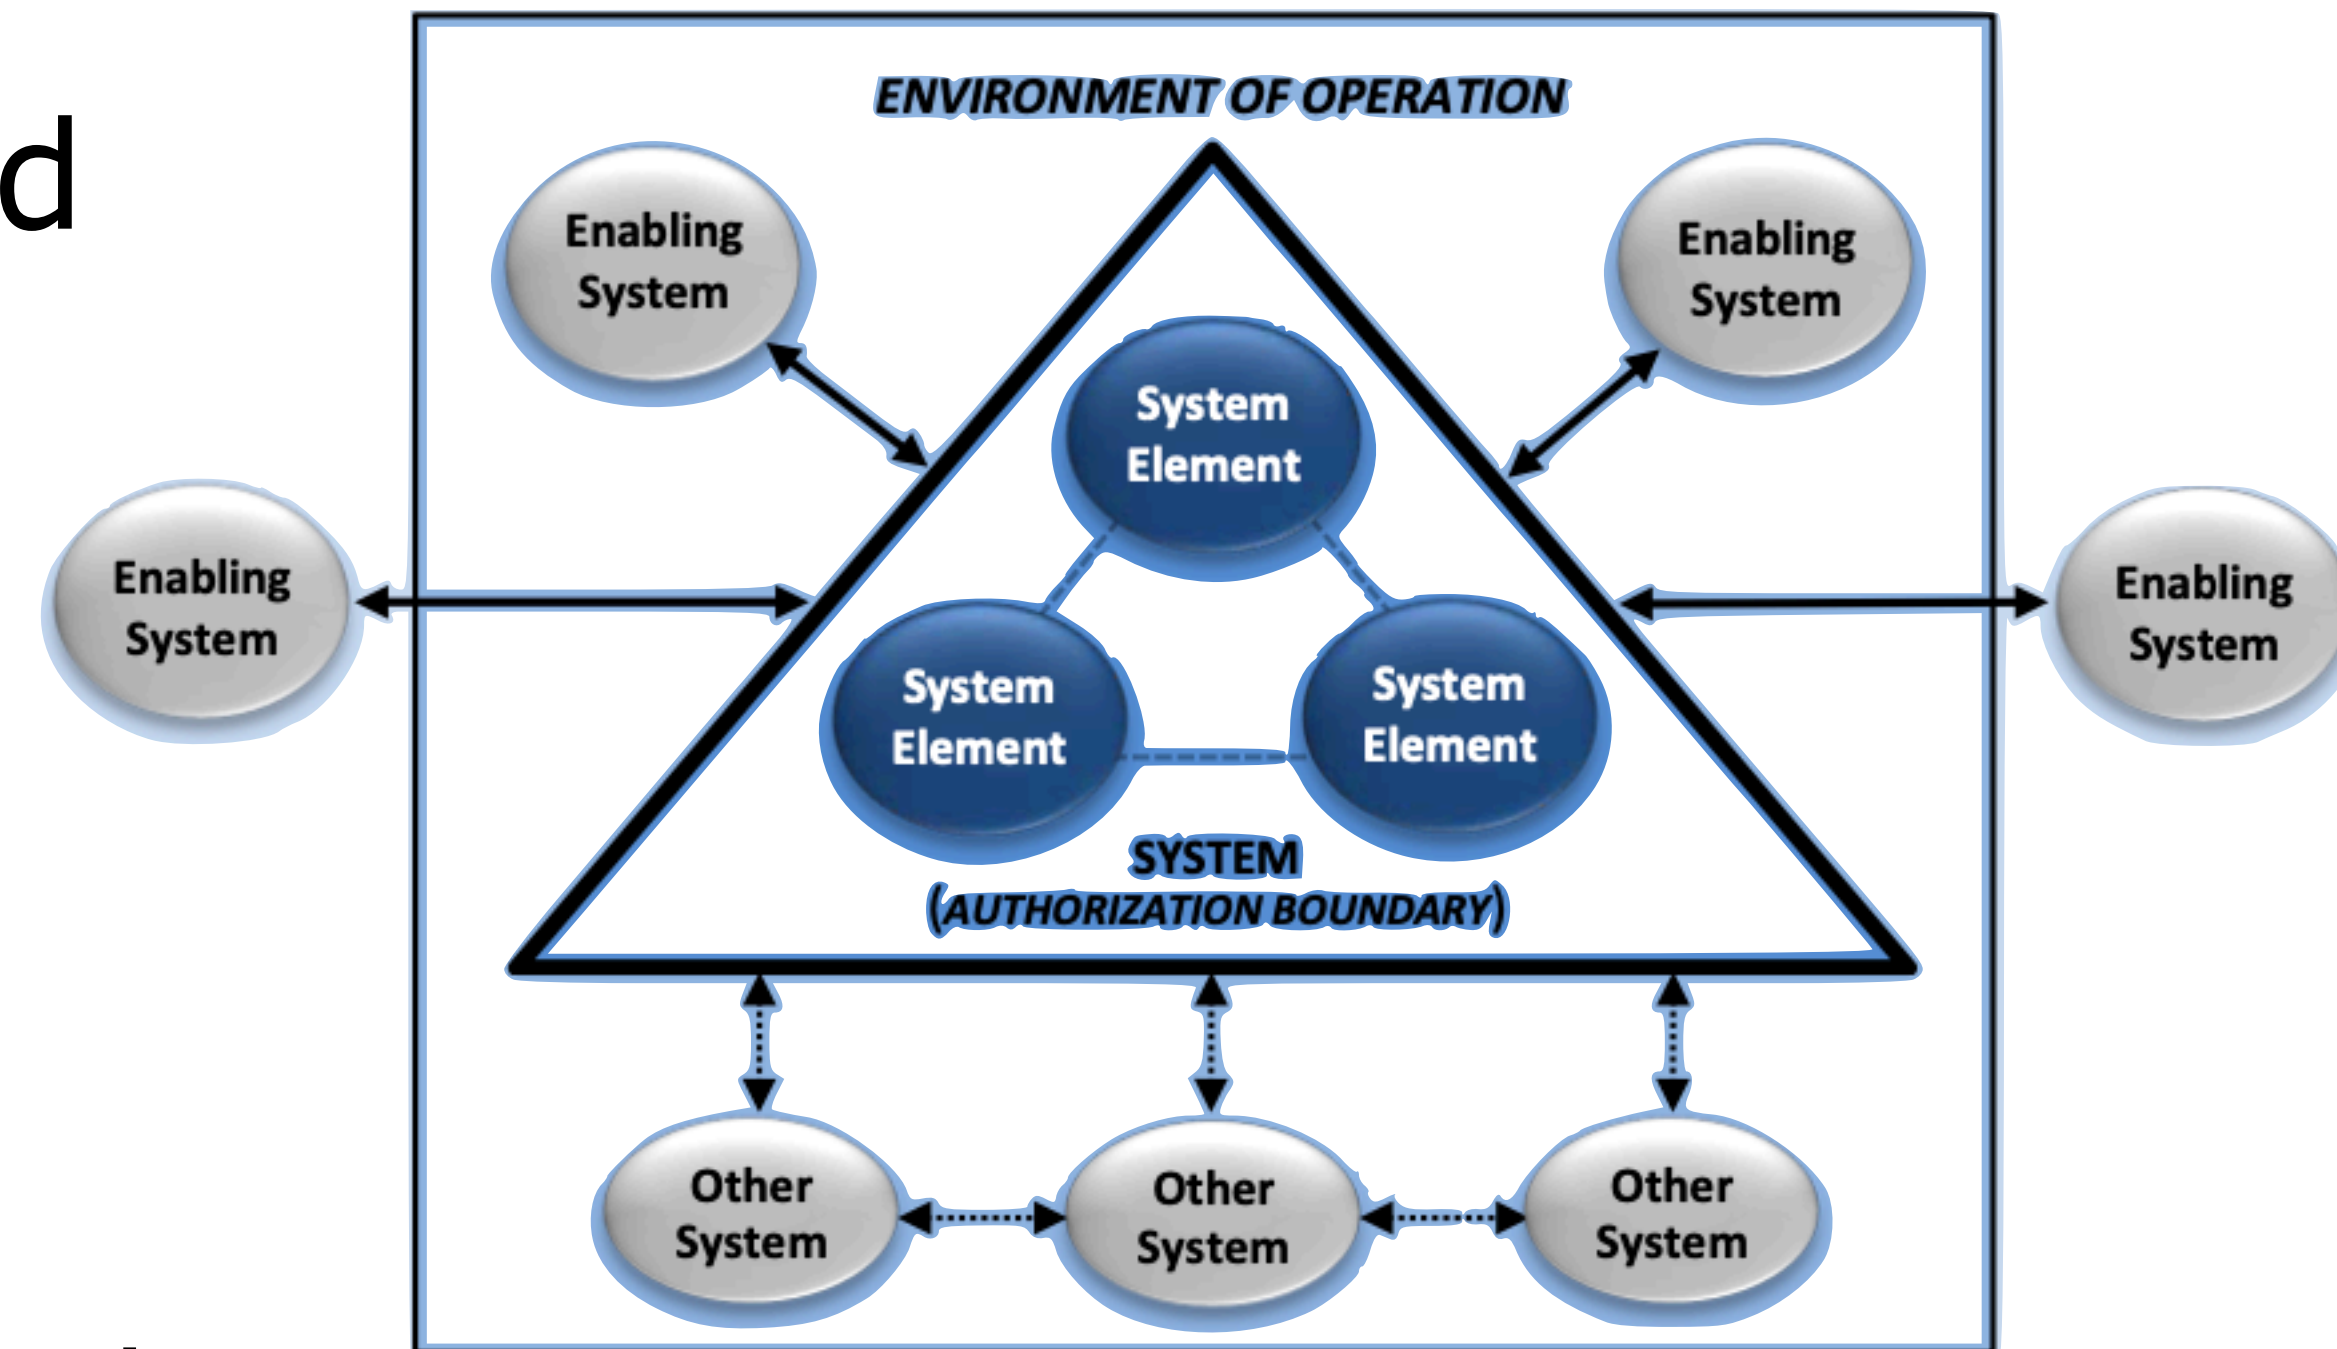 d
ENVIRONMENT OF OPERATION
Enabling
System
Enabling
System
System
Element
Enabling
System
Enabling
System
System
Element
System
Element
SYSTEM
(AUTHORIZATION BOUNDARY)
Other
System
Other
System
Other
System